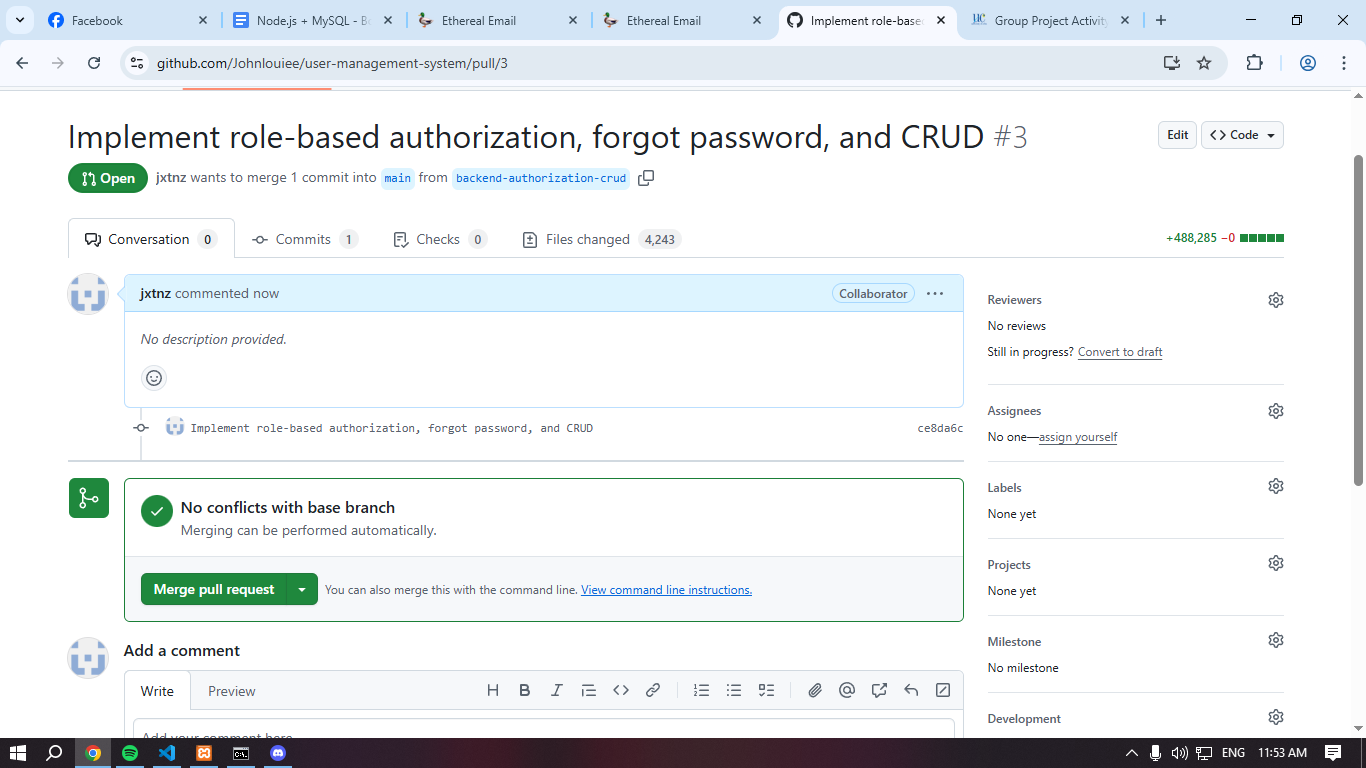 Facebook
Node.js + MySQL - Bo
Ethereal Email
Ethereal Email
Implement role-based
Group Project Activity
github.com/Johnlouiee/user-management-system/pull/3
Implement role-based authorization, forgot password, and CRUD #3
Edit
Code
Open
jxtnz wants to merge 1 commit into main from backend-authorization-crud
Conversation 0
Commits 1
Checks 0
Files changed 4,243
+488,285 −0
jxtnz commented now
Collaborator
No description provided.
Implement role-based authorization, forgot password, and CRUD
ce8da6c
No conflicts with base branch
Merging can be performed automatically.
Merge pull request
You can also merge this with the command line. View command line instructions.
Add a comment
Write
Preview
Add your comment here
Reviewers
No reviews
Still in progress? Convert to draft
Assignees
No one—assign yourself
Labels
None yet
Projects
None yet
Milestone
No milestone
Development
ENG
11:53 AM